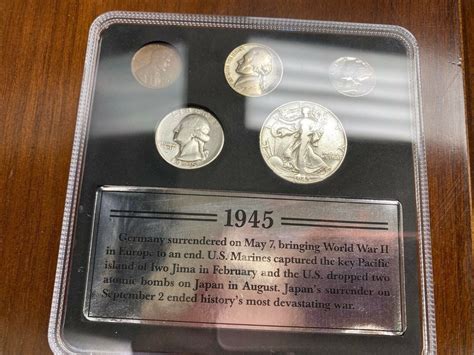 1945
1945
1945
Germany surrendered on May 7, bringing World War II
in Europe to an end. U.S. Marines captured the key Pacific
island of Iwo Jima in February and the U.S. dropped two
atomic bombs on Japan in August. Japan's surrender on
September 2 ended history's most devastating war.